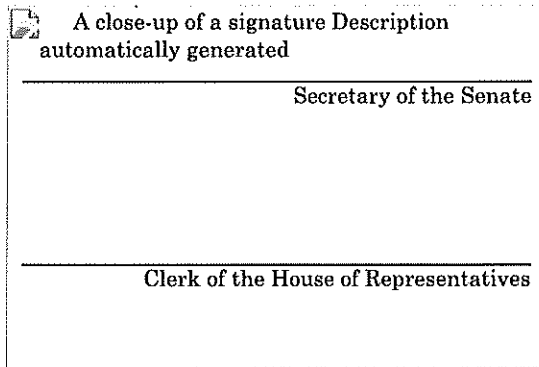 A close-up of a signature Description
automatically generated
Secretary of the Senate
Clerk of the House of Representatives